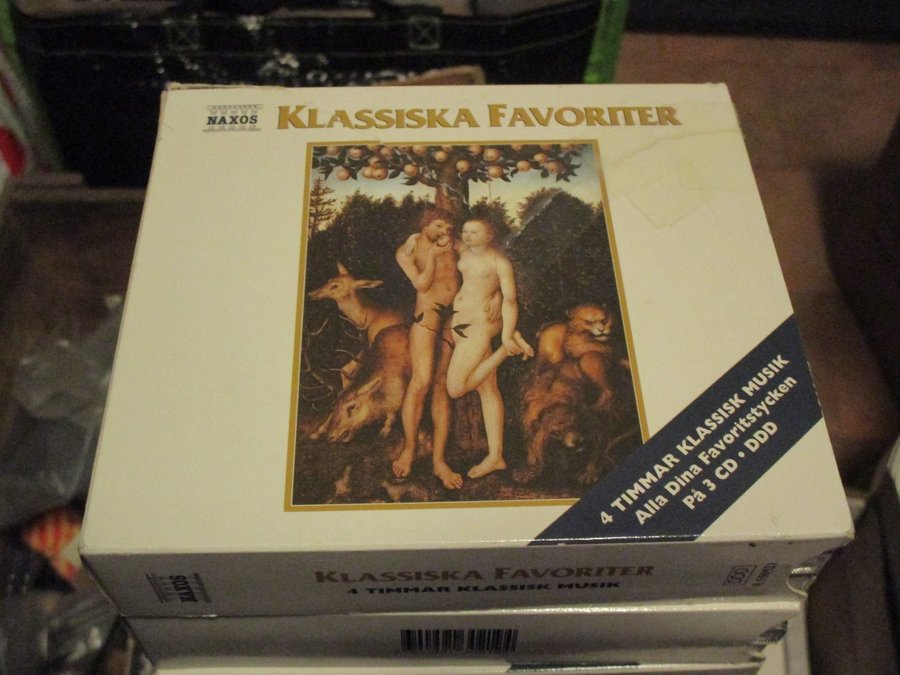 NAXOS
KLASSISKA FAVORITER
4 TIMMAR KLASSISK MUSIK
Alla Dina Favoritstycken
På 3 CD • DDD
NAXOS
KLASSISKA FAVORITER
4 TIMMAR KLASSISK MUSIK
DDD